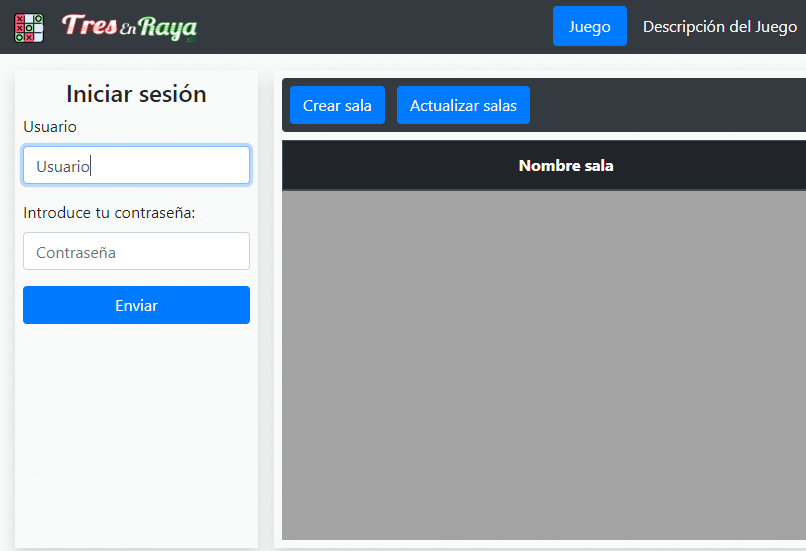 Tres En Raya
Juego
Descripción del Juego
Iniciar sesión
Usuario
Usuario
Introduce tu contraseña:
Contraseña
Enviar
Crear sala
Actualizar salas
Nombre sala